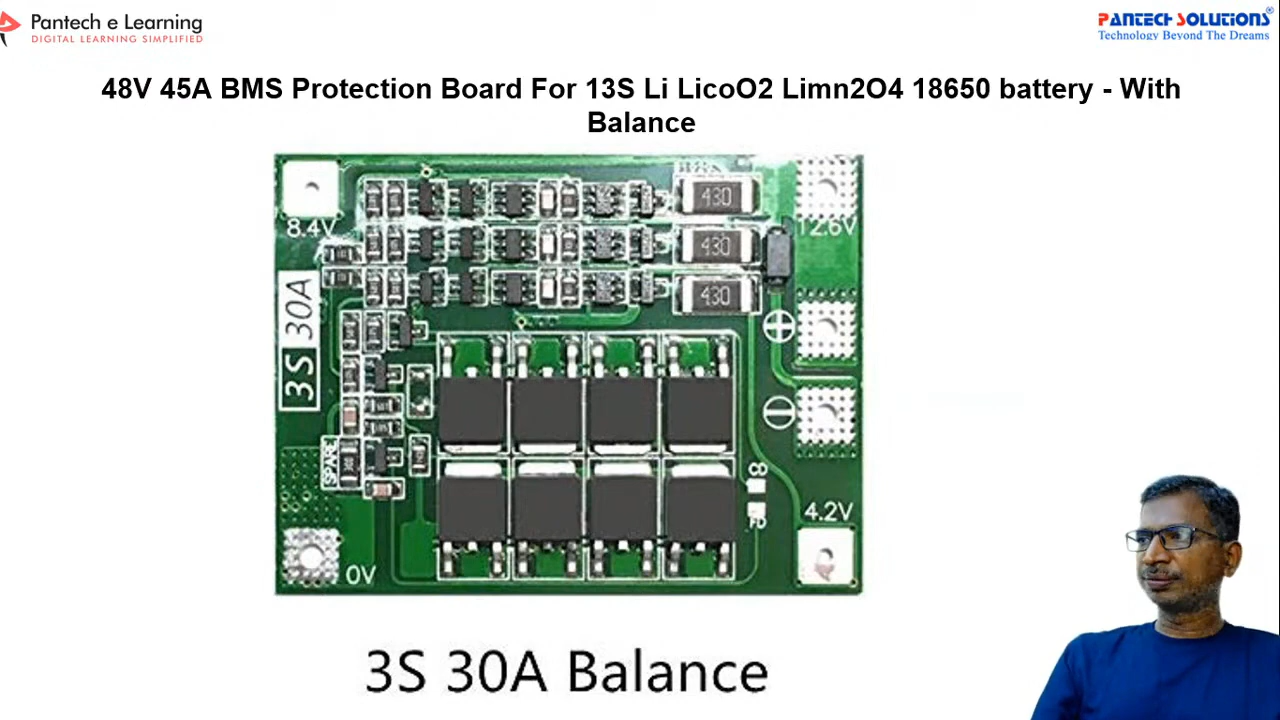 Pantech e Learning
DIGITAL LEARNING SIMPLIFIED
PANTECH SOLUTIONS®
Technology Beyond The Dreams
48V 45A BMS Protection Board For 13S Li LicoO2 Limn2O4 18650 battery - With
Balance
8.4V
12.6V
430
430
430
3S 30A
SPARE
CO
FD
4.2V
0V
3S 30A Balance